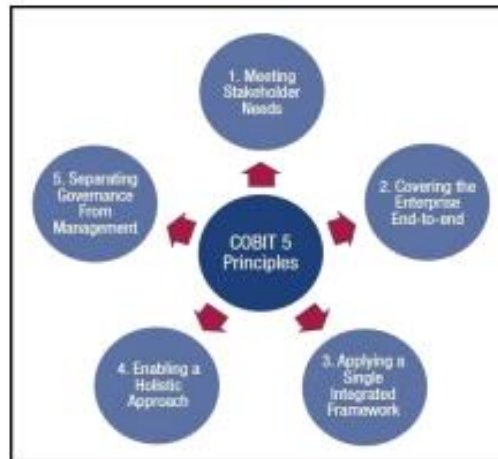 1. Meeting
Stakeholder
Needs
5. Separating
Governance
From
Management
2. Covering the
Enterprise
End-to-end
COBIT 5
Principles
4. Enabling a
Holistic
Approach
3. Applying a
Single
Integrated
Framework